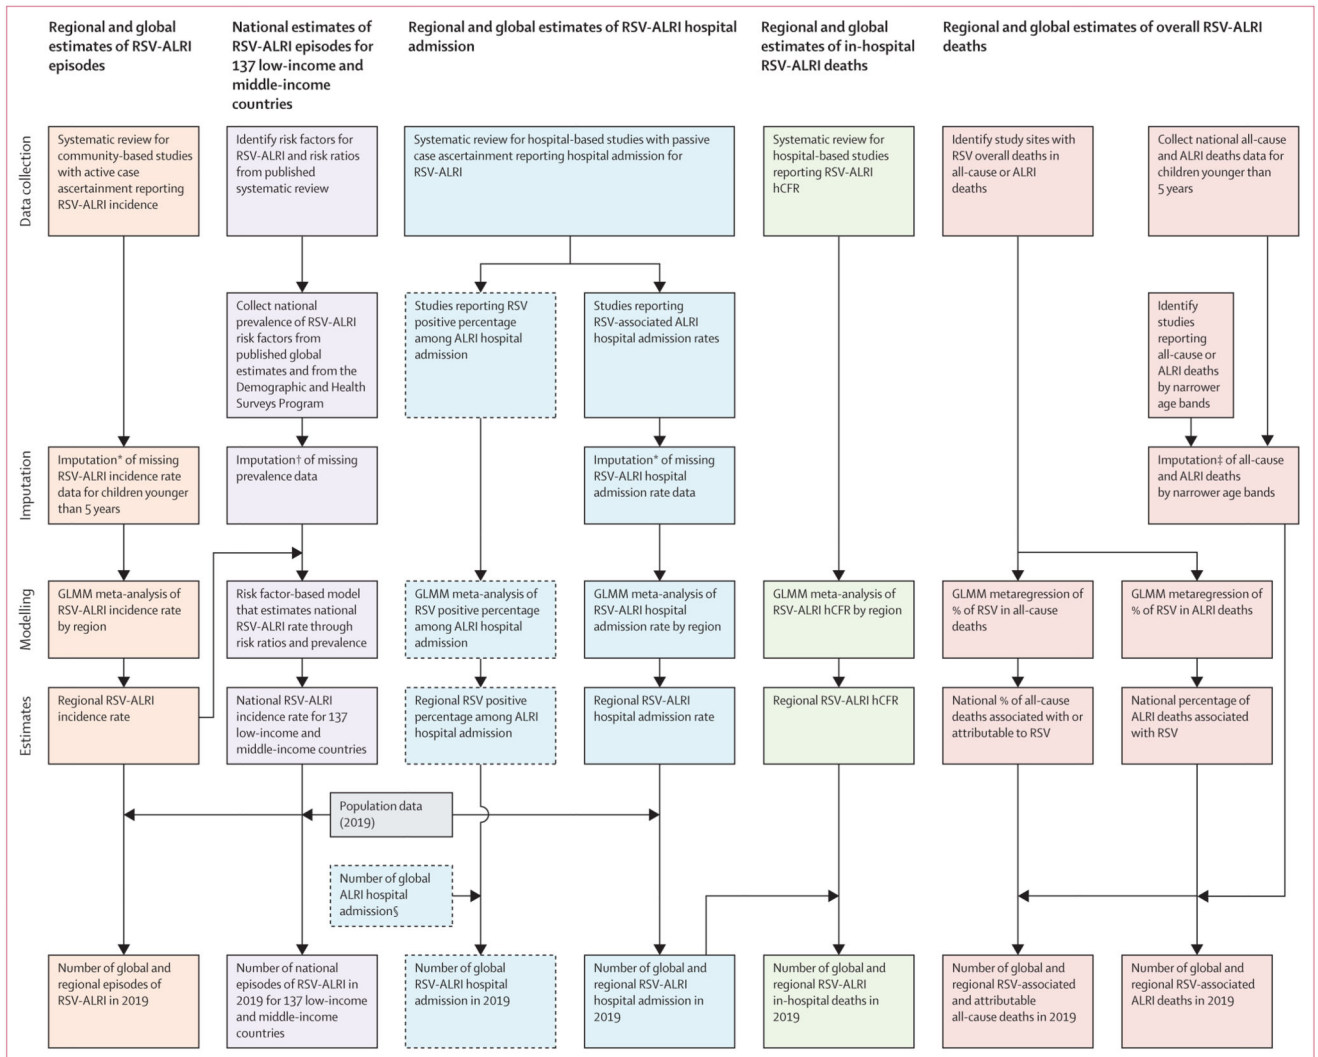 Regional and global
estimates of RSV-ALRI
episodes
National estimates of
RSV-ALRI episodes for
137 low-income and
middle-income
countries
Regional and global estimates of RSV-ALRI hospital
admission
Regional and global
estimates of in-hospital
RSV-ALRI deaths
Regional and global estimates of overall RSV-ALRI
deaths
Data collection
Systematic review for
community-based studies
with active case
ascertainment reporting
RSV-ALRI incidence
Identify risk factors for
RSV-ALRI and risk ratios
from published
systematic review
Systematic review for hospital-based studies with passive
case ascertainment reporting hospital admission for
RSV-ALRI
Systematic review for
hospital-based studies
reporting RSV-ALRI
hCFR
Identify study sites with
RSV overall deaths in
all-cause or ALRI
deaths
Collect national all-cause
and ALRI deaths data for
children younger than
5 years
Collect national
prevalence of RSV-ALRI
risk factors from
published global
estimates and from the
Demographic and Health
Surveys Program
Studies reporting RSV
positive percentage
among ALRI hospital
admission
Studies reporting
RSV-associated ALRI
hospital admission rates
Identify
studies
reporting
all-cause or
ALRI deaths
by narrower
age bands
Imputation
Imputation* of missing
RSV-ALRI incidence rate
data for children younger
than 5 years
Imputation† of missing
prevalence data
Imputation* of missing
RSV-ALRI hospital
admission rate data
Imputation‡ of all-cause
and ALRI deaths
by narrower age bands
Modelling
GLMM meta-analysis of
RSV-ALRI incidence rate
by region
Risk factor-based model
that estimates national
RSV-ALRI rate through
risk ratios and prevalence
GLMM meta-analysis of
RSV positive percentage
among ALRI hospital
admission
GLMM meta-analysis of
RSV-ALRI hospital
admission rate by region
GLMM meta-analysis of
RSV-ALRI hCFR by region
GLMM metaregression of
% of RSV in all-cause
deaths
GLMM metaregression of
% of RSV in ALRI deaths
Estimates
Regional RSV-ALRI
incidence rate
National RSV-ALRI
incidence rate for 137
low-income and
middle-income countries
Regional RSV positive
percentage among ALRI
hospital admission
Regional RSV-ALRI
hospital admission rate
Regional RSV-ALRI hCFR
National % of all-cause
deaths associated with or
attributable to RSV
National percentage of
ALRI deaths associated
with RSV
Population data
(2019)
Number of global
ALRI hospital
admission§
Number of global and
regional episodes of
RSV-ALRI in 2019
Number of national
episodes of RSV-ALRI in
2019 for 137 low-income
and middle-income
countries
Number of global
RSV-ALRI hospital
admission in 2019
Number of global and
regional RSV-ALRI
hospital admission in
2019
Number of global and
regional RSV-ALRI
in-hospital deaths in
2019
Number of global and
regional RSV-associated
and attributable
all-cause deaths in 2019
Number of global and
regional RSV-associated
ALRI deaths in 2019